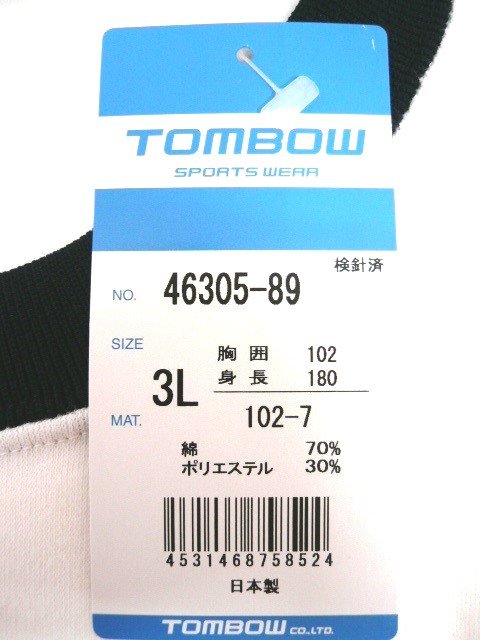 TOMBOW
SPORTS WEAR
検針済
NO. 46305-89
SIZE 3L 胸囲 102
身長 180
MAT. 102-7
綿 70%
ポリエステル 30%
4531468758524
日本製
TOMBOW CO.,LTD.